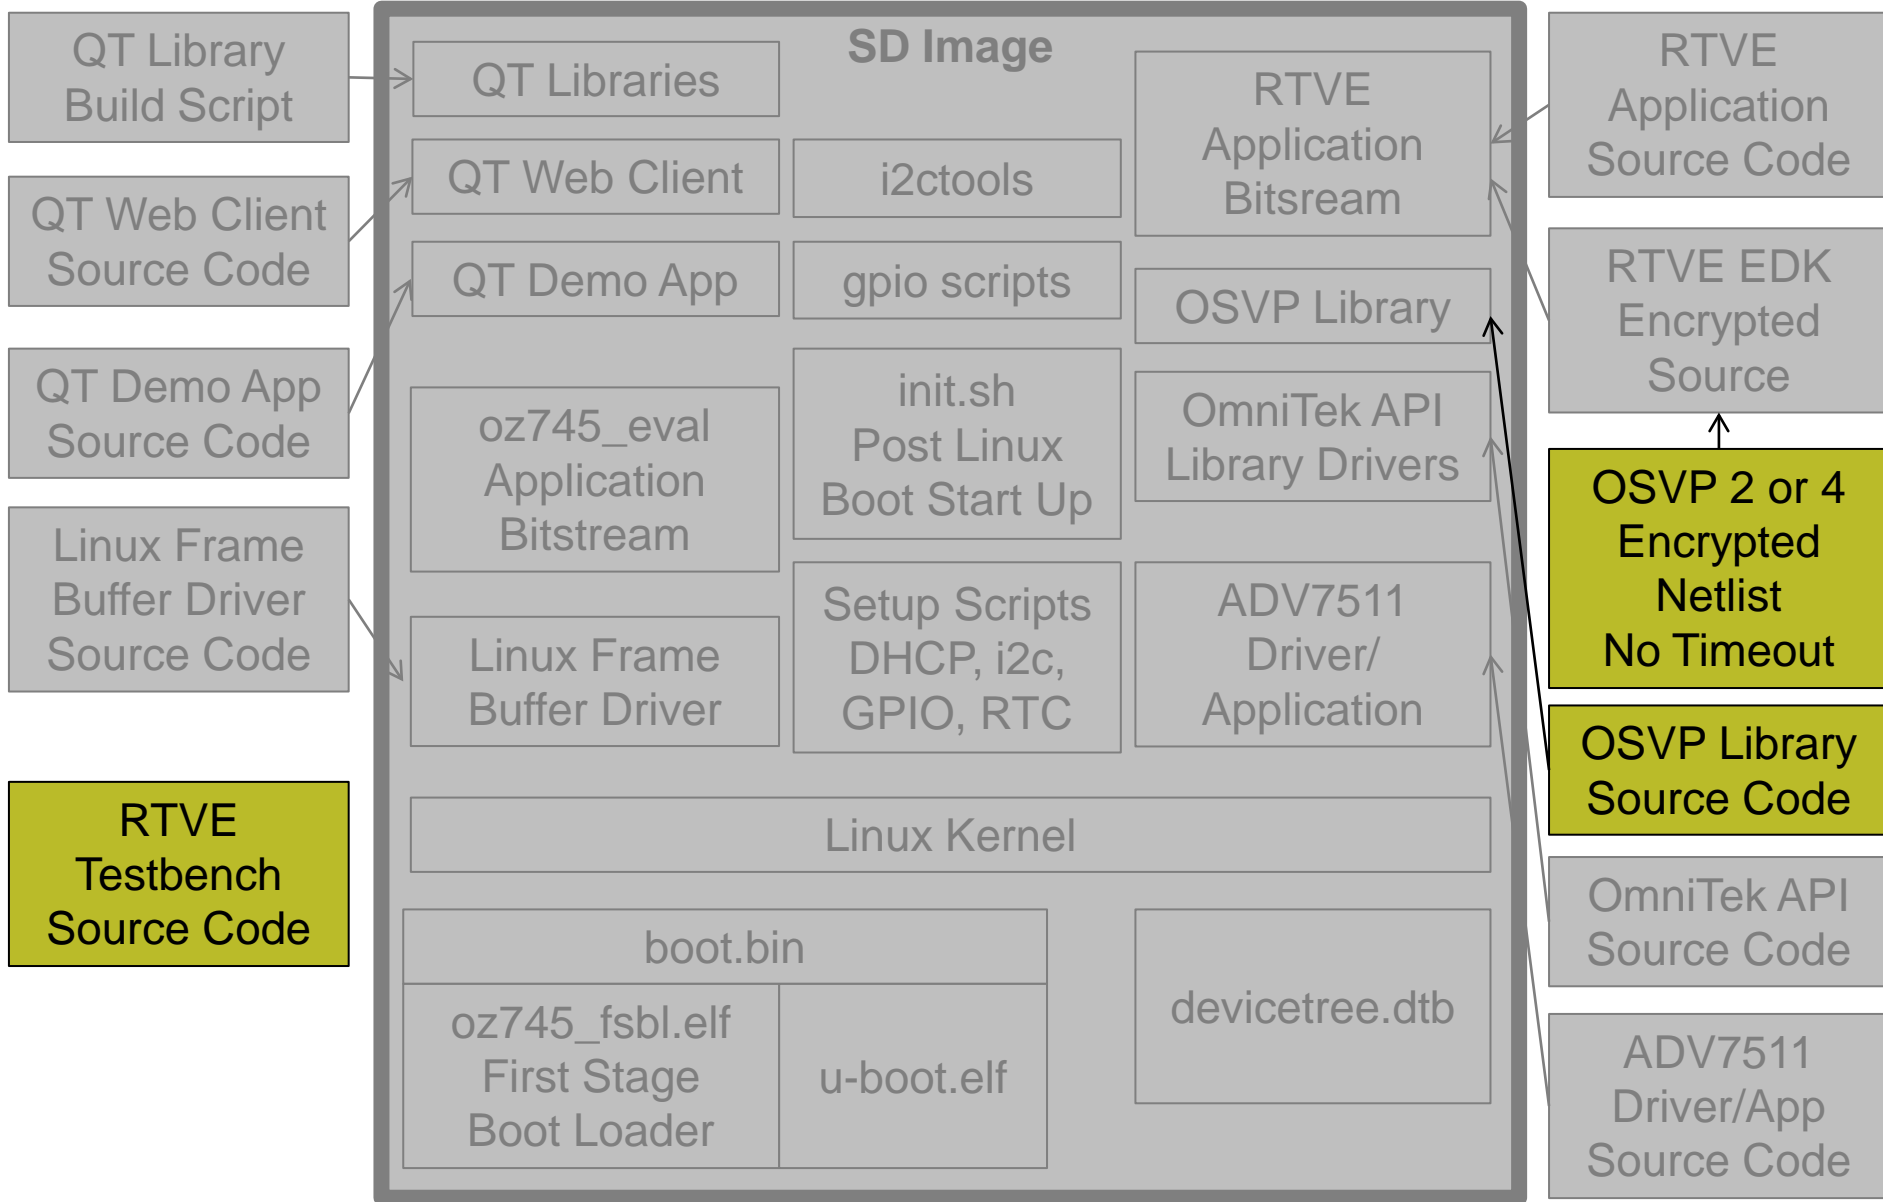 SD Image
QT Library
Build Script
QT Web Client
Source Code
QT Demo App
Source Code
Linux Frame
Buffer Driver
Source Code
RTVE
Testbench
Source Code
QT Libraries
QT Web Client
QT Demo App
oz745_eval
Application
Bitstream
Linux Frame
Buffer Driver
i2ctools
gpio scripts
init.sh
Post Linux
Boot Start Up
Setup Scripts
DHCP, i2c,
GPIO, RTC
RTVE
Application
Bitsream
OSVP Library
OmniTek API
Library Drivers
ADV7511
Driver/
Application
Linux Kernel
boot.bin
oz745_fsbl.elf
First Stage
Boot Loader
u-boot.elf
devicetree.dtb
RTVE
Application
Source Code
RTVE EDK
Encrypted
Source
OSVP 2 or 4
Encrypted
Netlist
No Timeout
OSVP Library
Source Code
OmniTek API
Source Code
ADV7511
Driver/App
Source Code